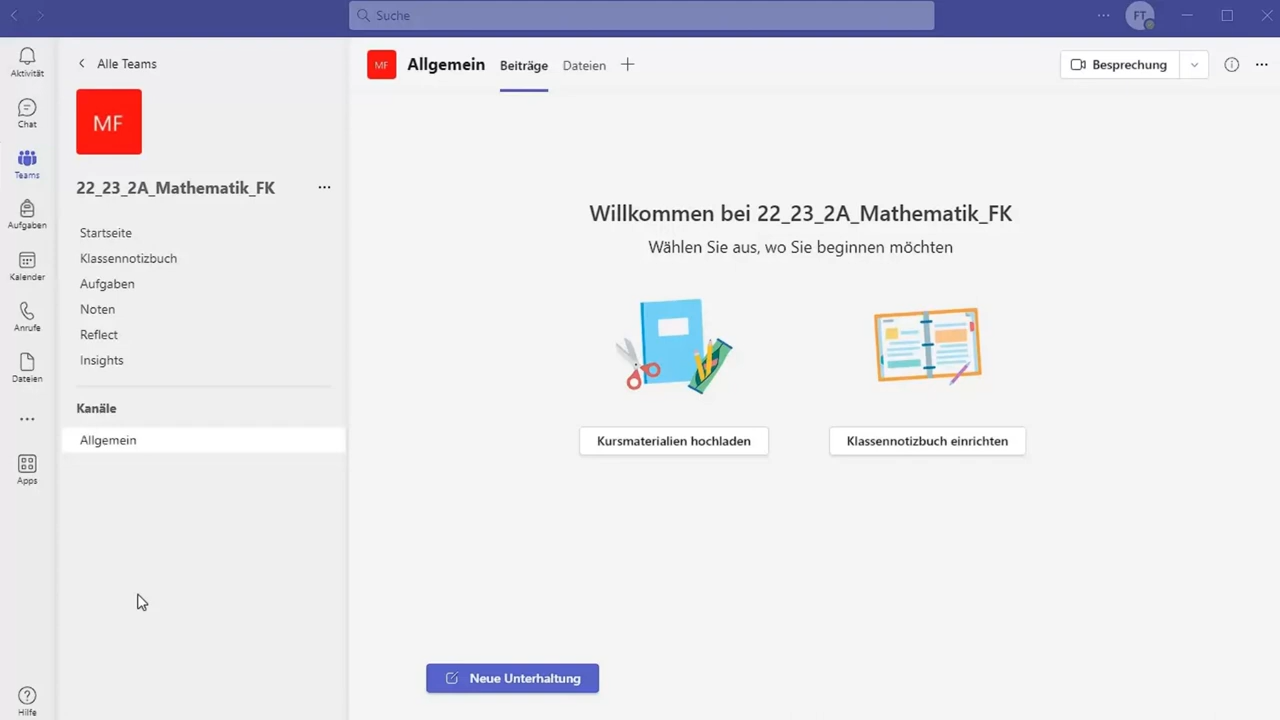 Suche
FT
Aktivität
Chat
Teams
Aufgaben
Kalender
Anrufe
Dateien
Apps
Hilfe
Alle Teams
MF
22_23_2A_Mathematik_FK
Startseite
Klassennotizbuch
Aufgaben
Noten
Reflect
Insights
Kanäle
Allgemein
MF
Allgemein
Beiträge
Dateien
Besprechung
Willkommen bei 22_23_2A_Mathematik_FK
Wählen Sie aus, wo Sie beginnen möchten
Kursmaterialien hochladen
Klassennotizbuch einrichten
Neue Unterhaltung